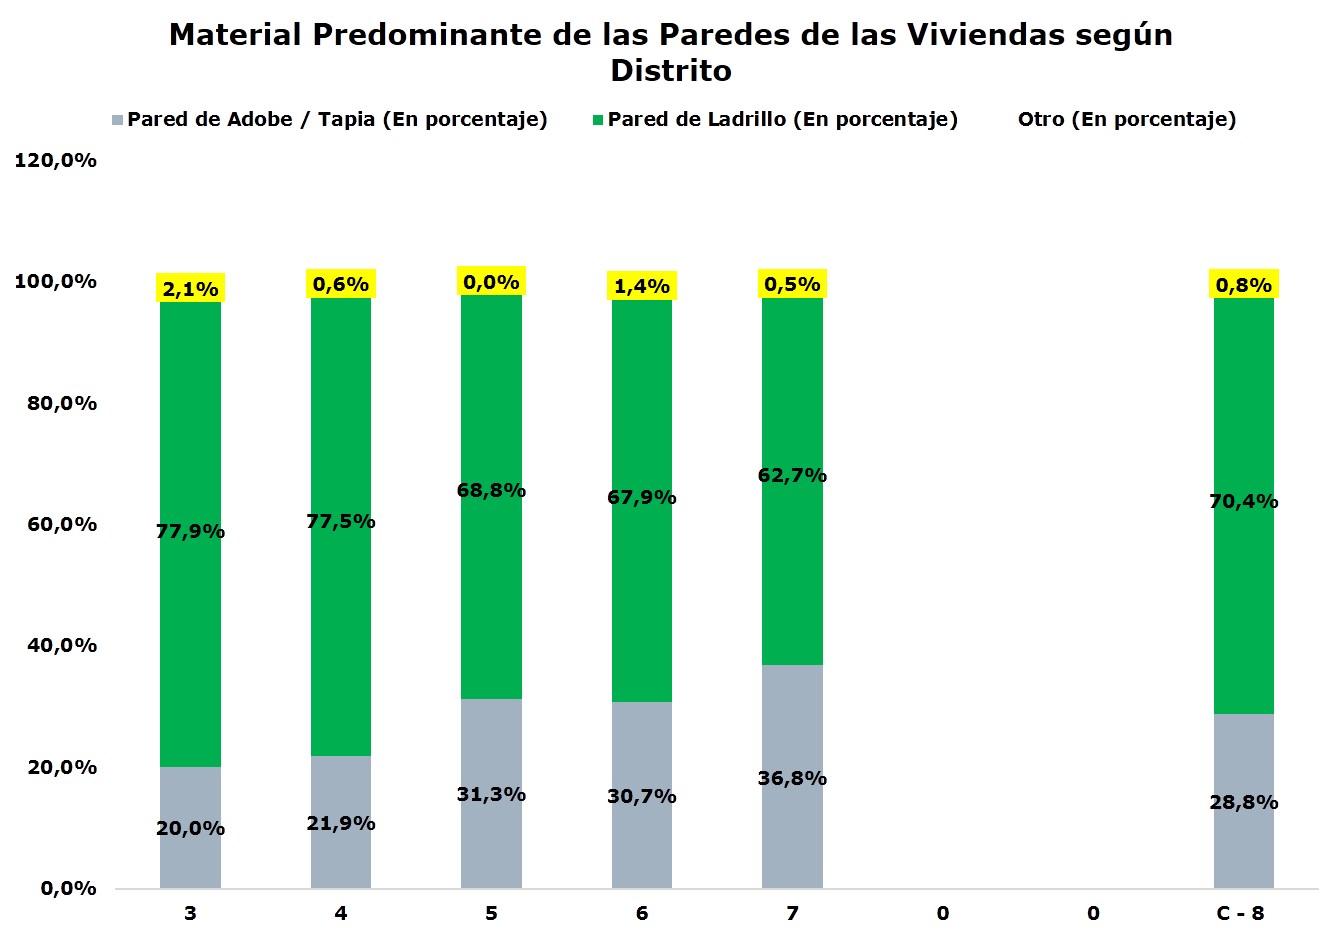 Material Predominante de las Paredes de las Viviendas según
Distrito
Pared de Adobe / Tapia (En porcentaje) Pared de Ladrillo (En porcentaje) Otro (En porcentaje)
120,0%
100,0%
80,0%
60,0%
40,0%
20,0%
0,0%
2,1% 0,6% 0,0% 1,4% 0,5% 0,8%
77,9% 77,5% 68,8% 67,9% 62,7% 70,4%
20,0% 21,9% 31,3% 30,7% 36,8% 28,8%
3 4 5 6 7 0 0 C - 8